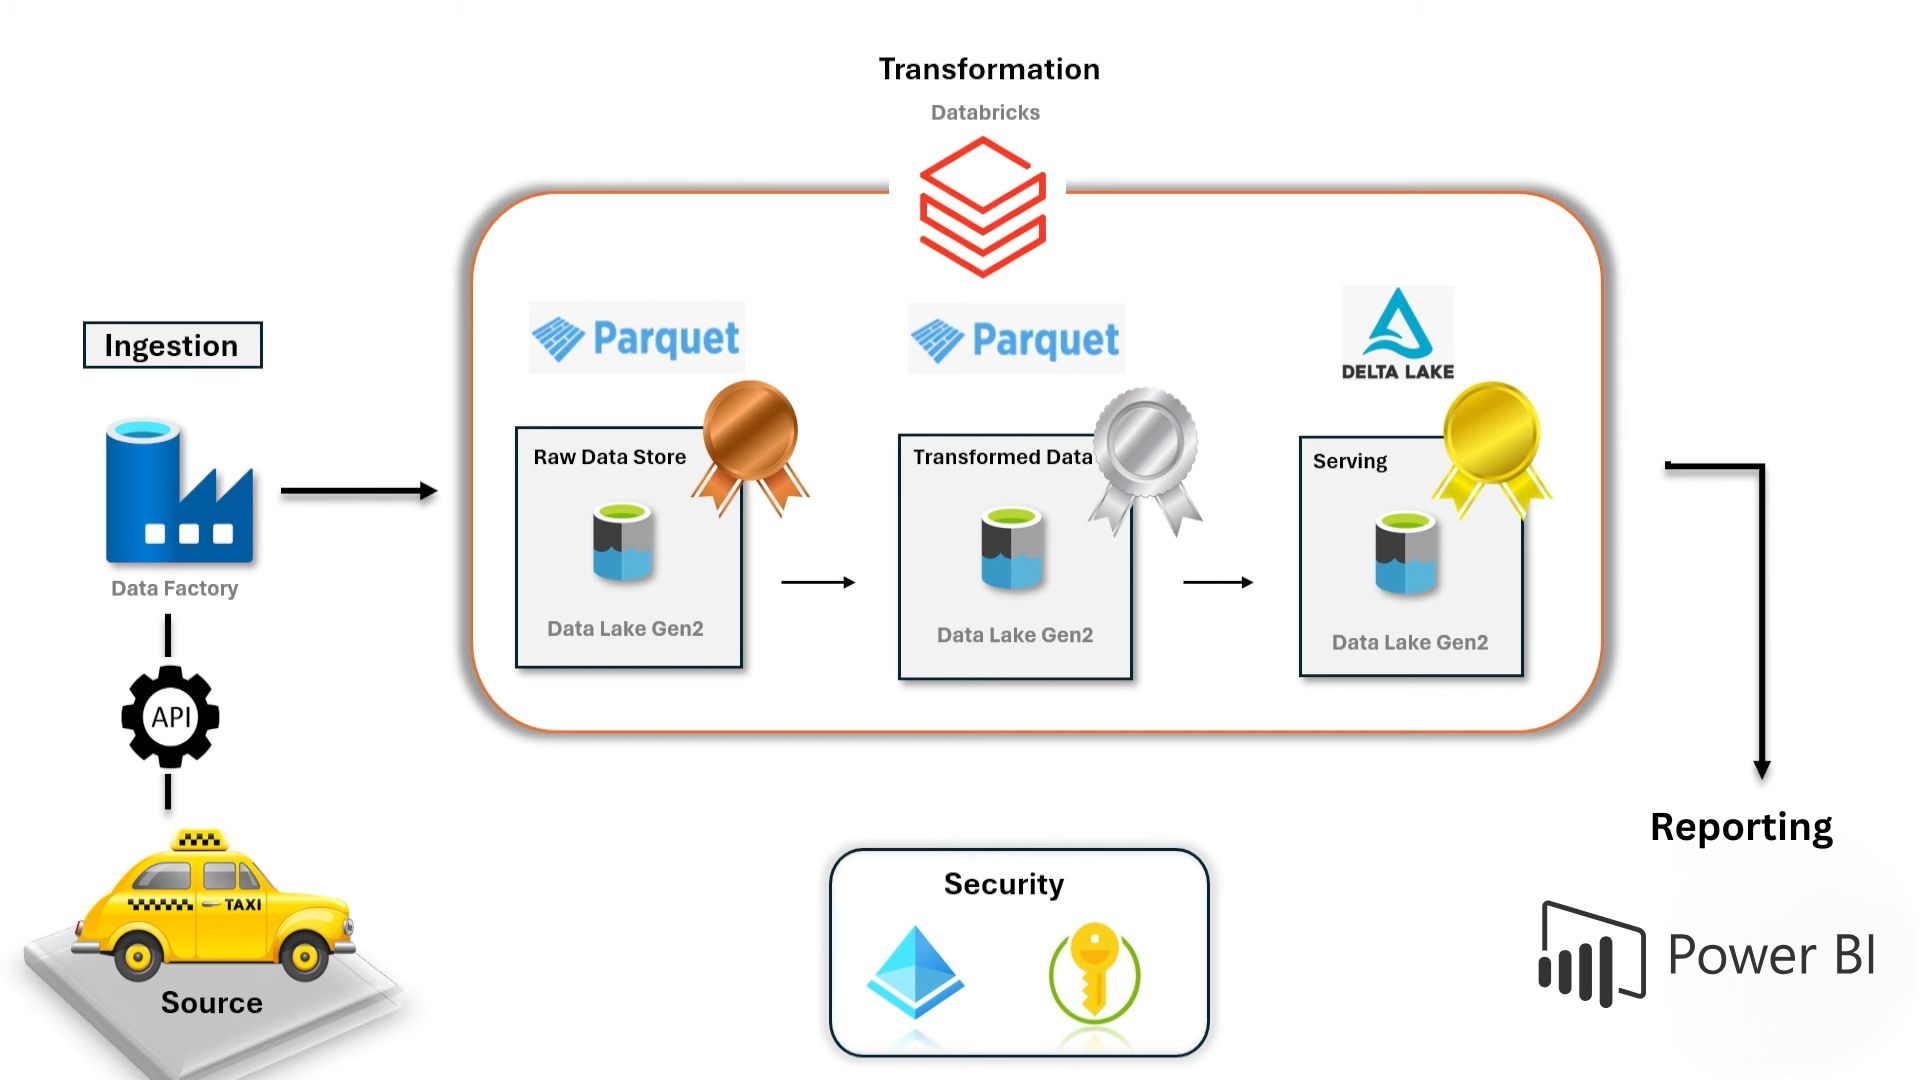 Transformation
Databricks
Parquet
Parquet
DELTA LAKE
Ingestion
Raw Data Store
Transformed Data
Serving
Data Factory
Data Lake Gen2
Data Lake Gen2
Data Lake Gen2
API
TAXI
Source
Security
Reporting
Power BI